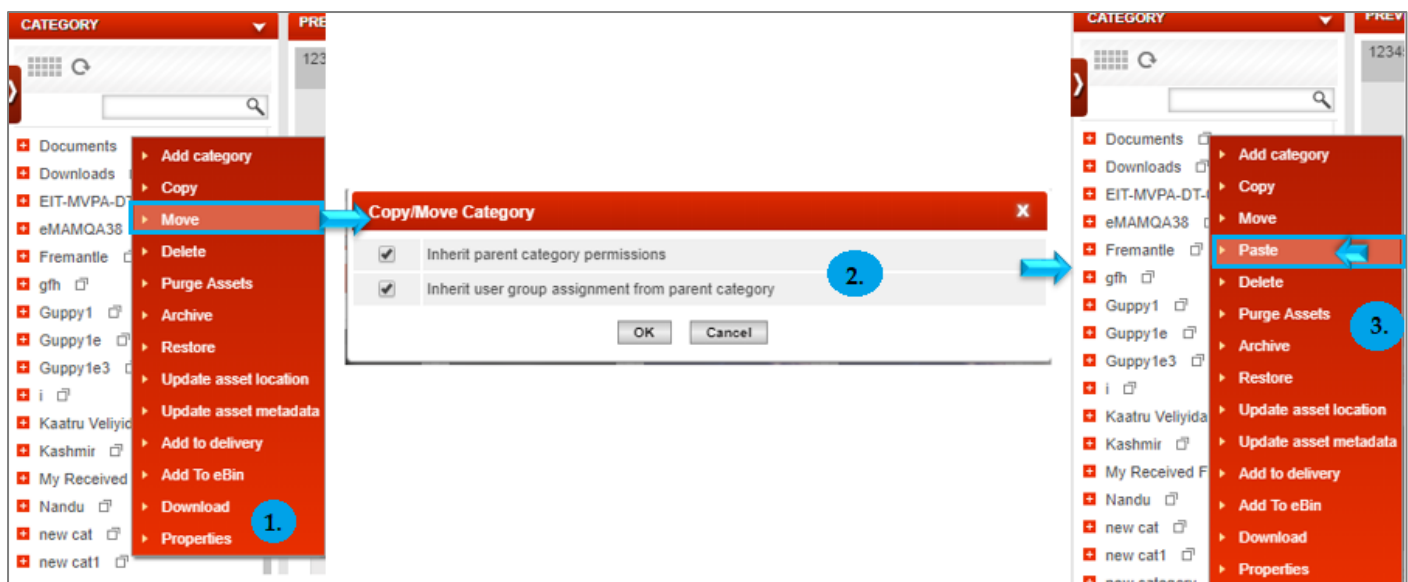 CATEGORY
PRE
123
Documents
Downloads
EIT-MVPA-DT
eMAMQA38
Fremantle
gfh
Guppy1
Guppy1e
Guppy1e3
i
Kaatru Veliyid
Kashmir
My Received
Nandu
new cat
new cat1
Add category
Copy
Move
Delete
Purge Assets
Archive
Restore
Update asset location
Update asset metadata
Add to delivery
Add To eBin
Download
Properties
1.
Copy/Move Category
X
Inherit parent category permissions
Inherit user group assignment from parent category
2.
OK Cancel
CATEGORY
PREV
1234
Documents
Downloads
EIT-MVPA-DT-
eMAMQA38
Fremantle
gfh
Guppy1
Guppy1e
Guppy1e3
i
Kaatru Veliyida
Kashmir
My Received F
Nandu
new cat
new cat1
new category
Add category
Copy
Move
Paste
Delete
Purge Assets
Archive
Restore
Update asset location
Update asset metadata
Add to delivery
Add To eBin
Download
Properties
3.